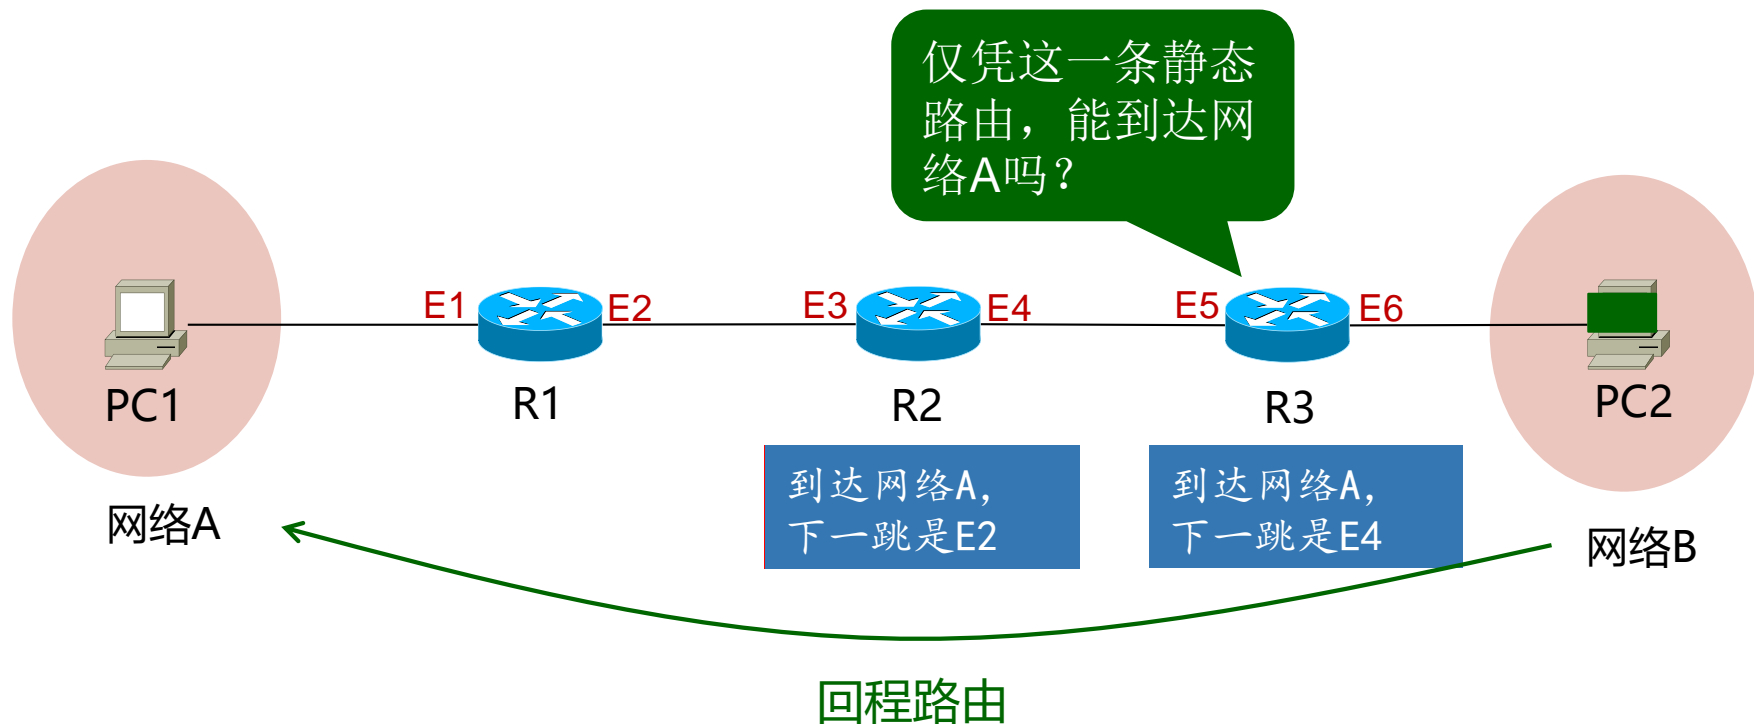 仅凭这一条静态
路由，能到达网
络A吗？
E1
E2
E3
E4
E5
E6
PC1
R1
R2
R3
PC2
到达网络A，
下一跳是E2
到达网络A，
下一跳是E4
网络A
网络B
回程路由